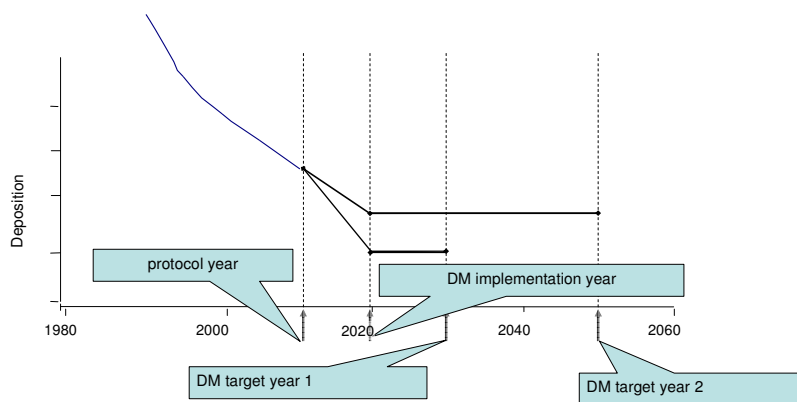 Deposition
protocol year
DM implementation year
1980 2000 2020 2040 2060
DM target year 1
DM target year 2